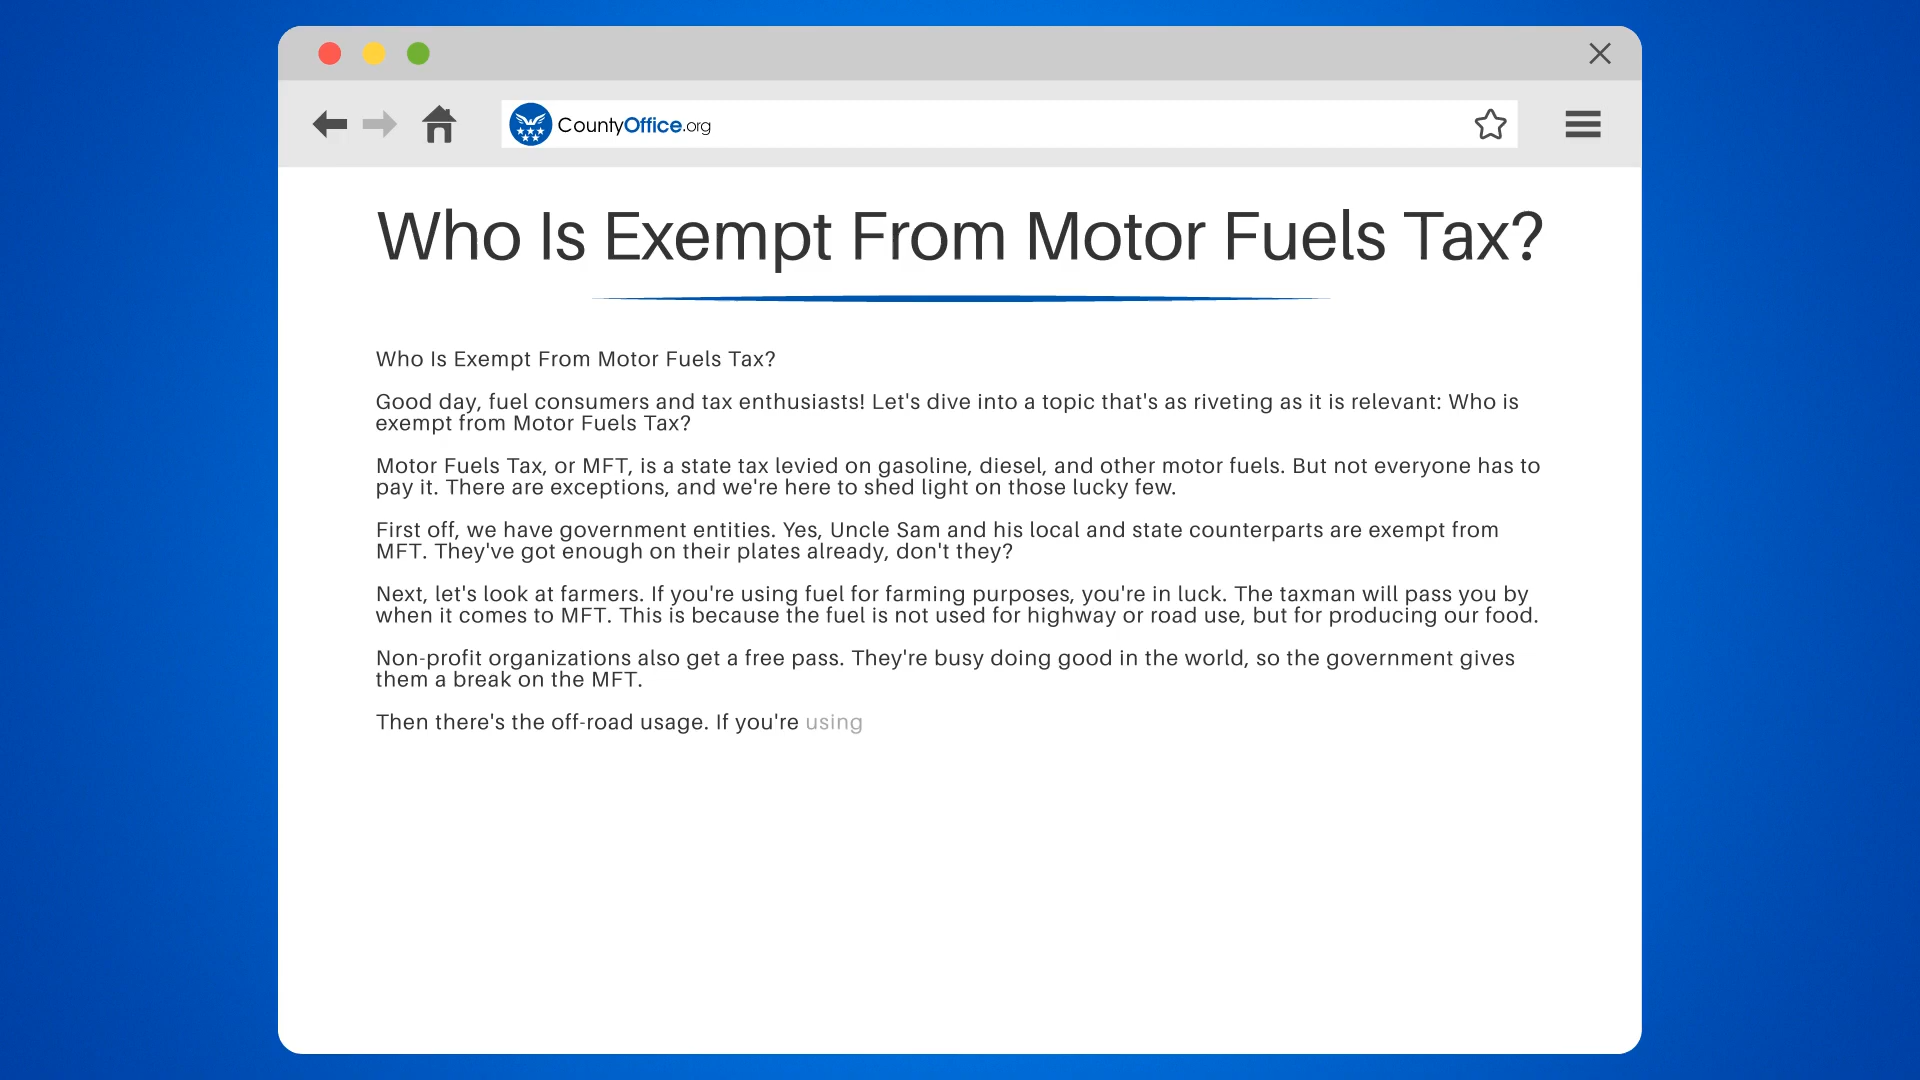 CountyOffice.org
Who Is Exempt From Motor Fuels Tax?
Who Is Exempt From Motor Fuels Tax?
Good day, fuel consumers and tax enthusiasts! Let's dive into a topic that's as riveting as it is relevant: Who is
exempt from Motor Fuels Tax?
Motor Fuels Tax, or MFT, is a state tax levied on gasoline, diesel, and other motor fuels. But not everyone has to
pay it. There are exceptions, and we're here to shed light on those lucky few.
First off, we have government entities. Yes, Uncle Sam and his local and state counterparts are exempt from
MFT. They've got enough on their plates already, don't they?
Next, let's look at farmers. If you're using fuel for farming purposes, you're in luck. The taxman will pass you by
when it comes to MFT. This is because the fuel is not used for highway or road use, but for producing our food.
Non-profit organizations also get a free pass. They're busy doing good in the world, so the government gives
them a break on the MFT.
Then there's the off-road usage. If you're using